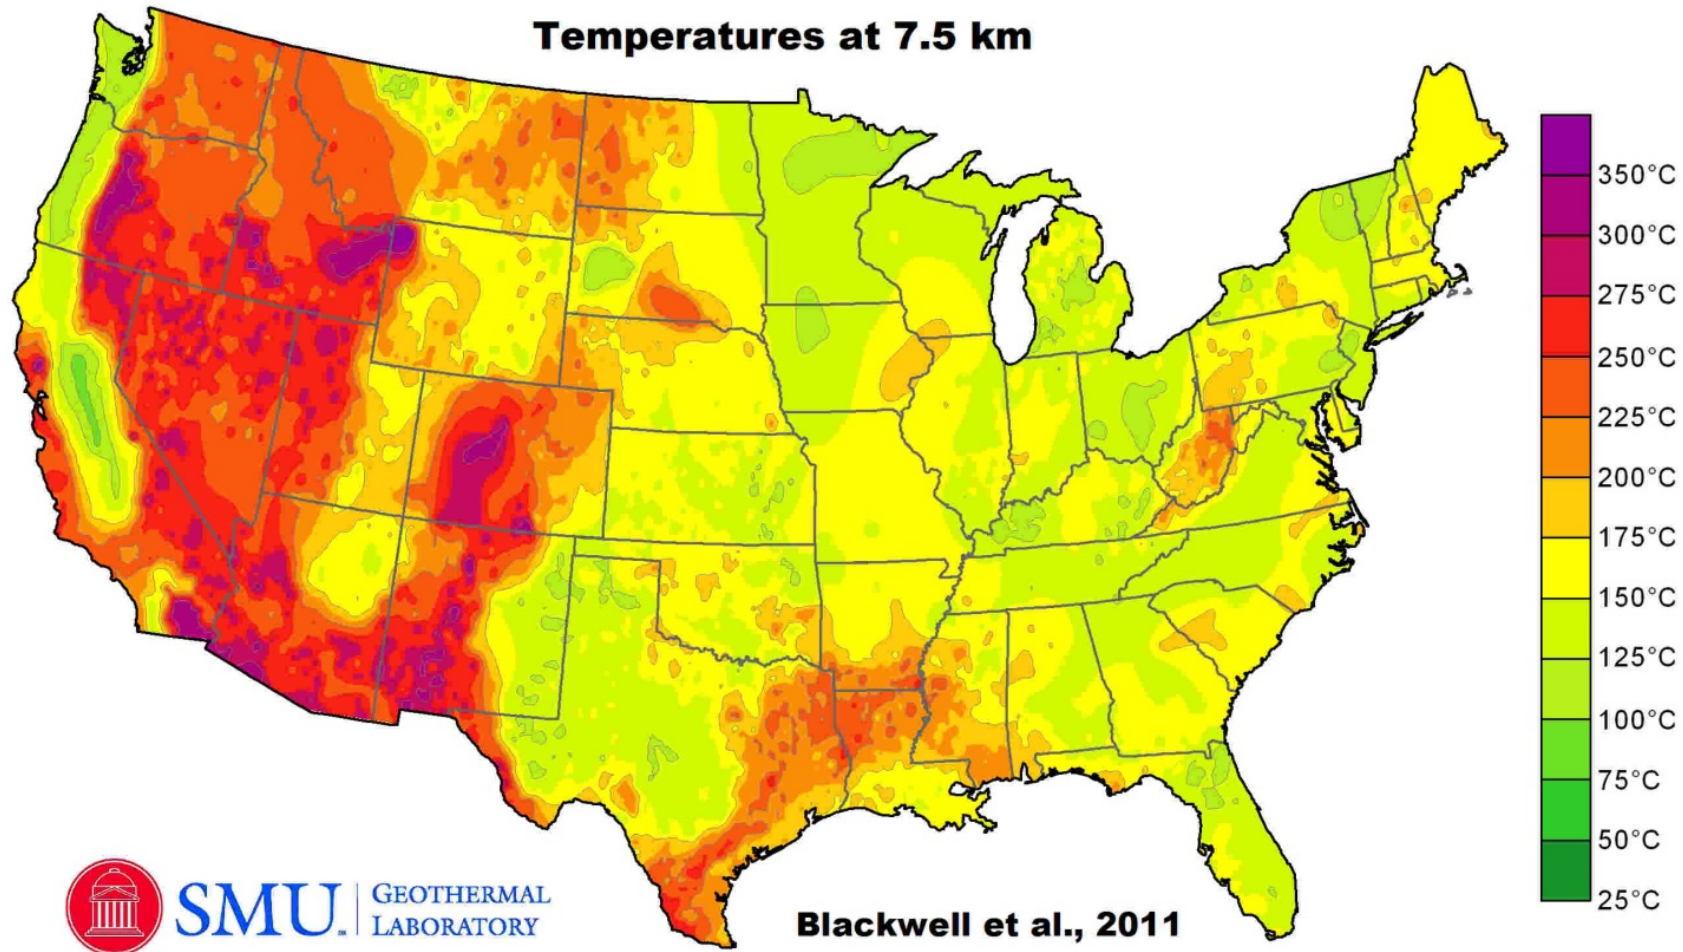 Temperatures at 7.5 km
350°C
300°C
275°C
250°C
225°C
200°C
175°C
150°C
125°C
100°C
75°C
50°C
25°C
SMU
GEOTHERMAL
LABORATORY
Blackwell et al., 2011